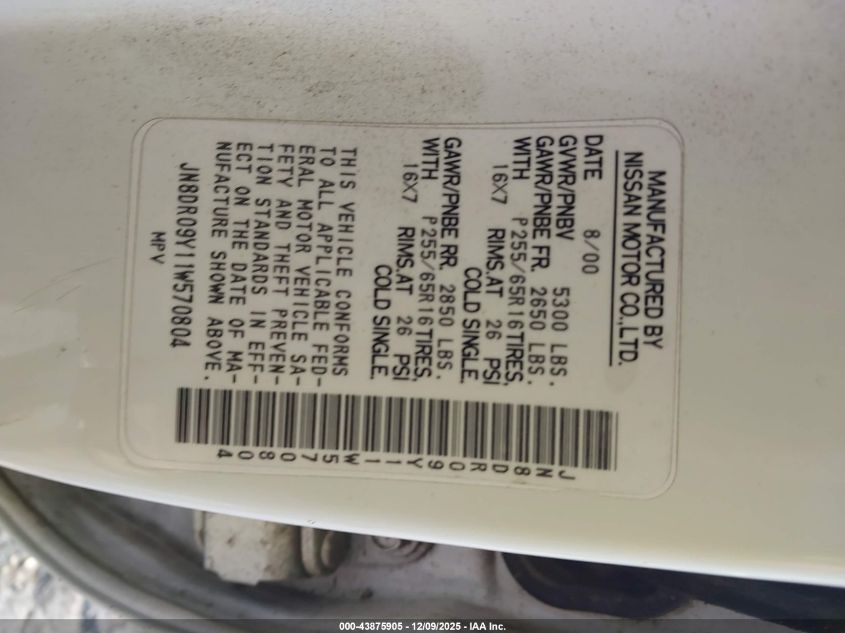 MANUFACTURED BY
NISSAN MOTOR CO.,LTD.
DATE 8/00
GVWR/PNBV 5300 LBS.
GAWR/PNBE FR. 2650 LBS.
WITH P255/65R16 TIRES,
16X7 RIMS.AT 26 PSI
COLD SINGLE
GAWR/PNBE RR. 2850 LBS.
WITH P255/65R16 TIRES,
16X7 RIMS.AT 26 PSI
COLD SINGLE.
THIS VEHICLE CONFORMS
TO ALL APPLICABLE FED-
ERAL MOTOR VEHICLE SA-
FETY AND THEFT PREVEN-
TION STANDARDS IN EFF-
ECT ON THE DATE OF MA-
NUFACTURE SHOWN ABOVE.
JN8DR09Y11W570804
MPV
JN8DR09Y11W570804
000-43875905 - 12/09/2025 - IAA Inc.